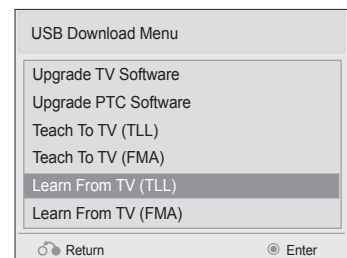 USB Download Menu
Upgrade TV Software
Upgrade PTC Software
Teach To TV (TLL)
Teach To TV (FMA)
Learn From TV (TLL)
Learn From TV (FMA)
Return Enter